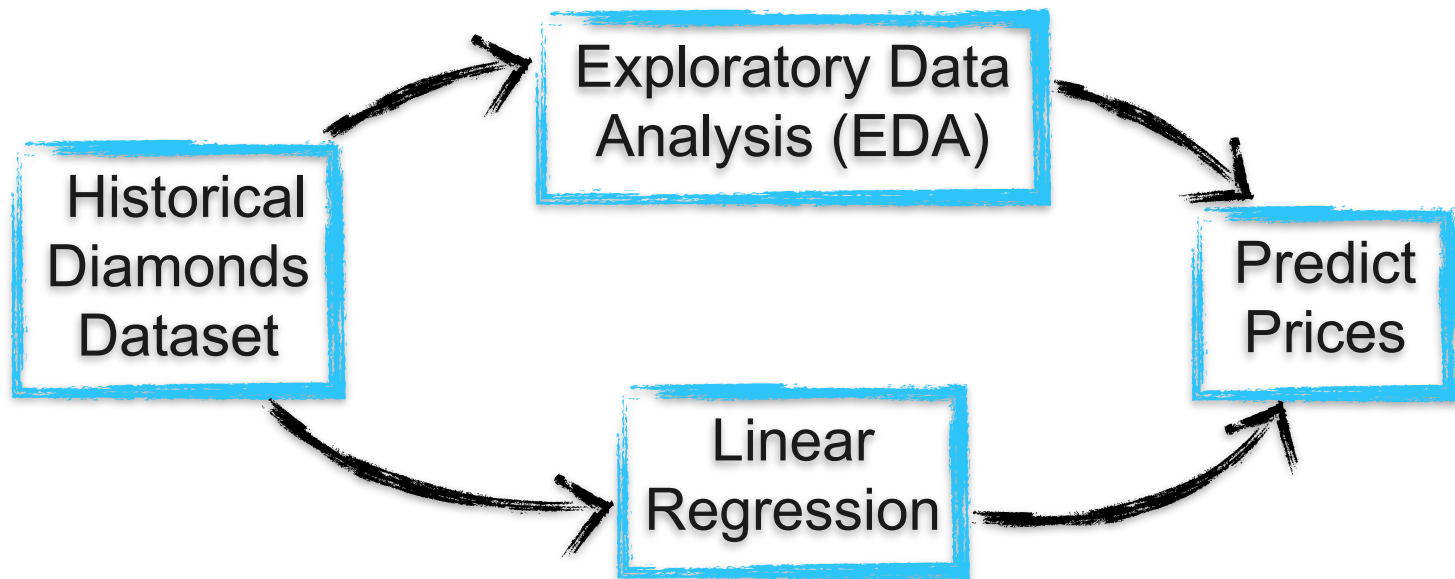 Historical
Diamonds
Dataset
Exploratory Data
Analysis (EDA)
Linear
Regression
Predict
Prices